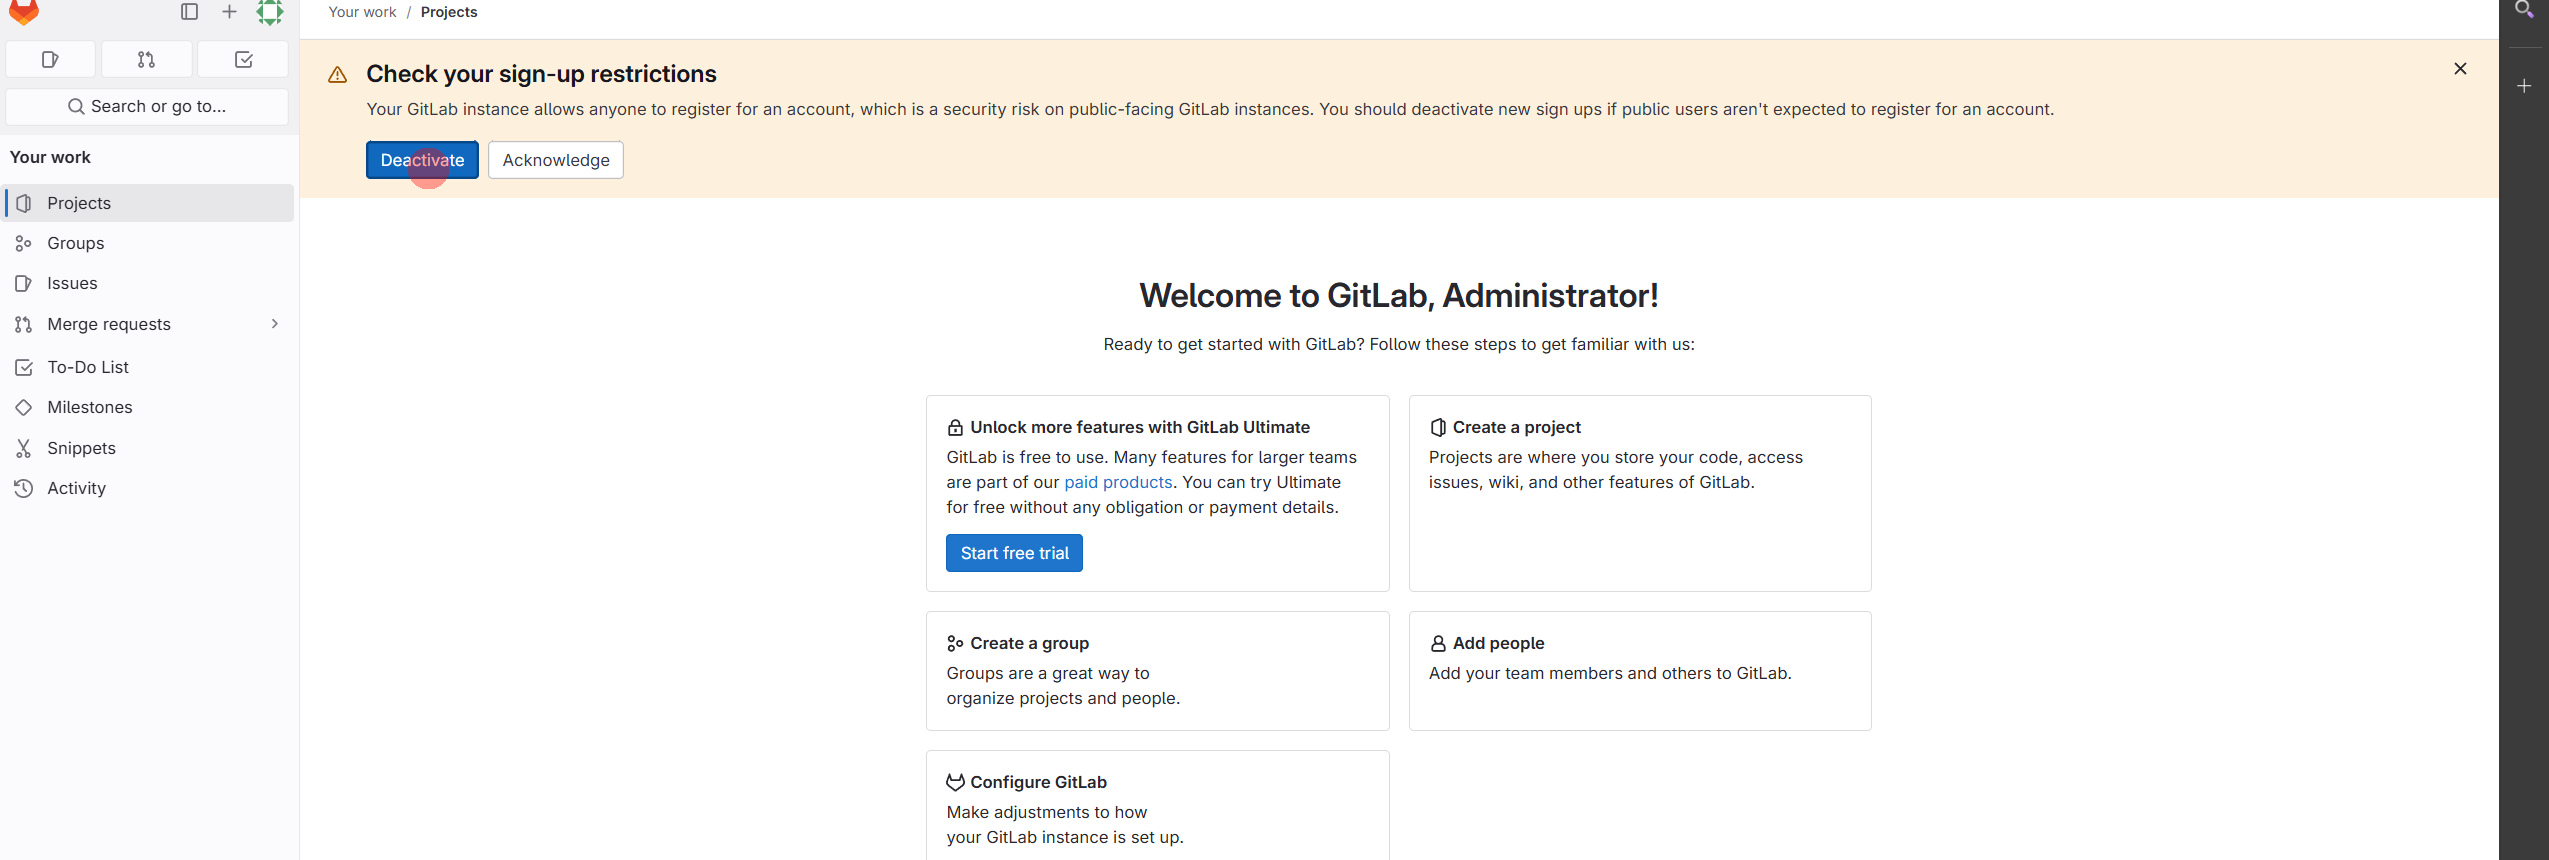 Your work / Projects
Search or go to...
Your work
Projects
Groups
Issues
Merge requests
To-Do List
Milestones
Snippets
Activity
Check your sign-up restrictions
Your GitLab instance allows anyone to register for an account, which is a security risk on public-facing GitLab instances. You should deactivate new sign ups if public users aren't expected to register for an account.
Deactivate Acknowledge
Welcome to GitLab, Administrator!
Ready to get started with GitLab? Follow these steps to get familiar with us:
Unlock more features with GitLab Ultimate
GitLab is free to use. Many features for larger teams
are part of our paid products. You can try Ultimate
for free without any obligation or payment details.
Start free trial
Create a project
Projects are where you store your code, access
issues, wiki, and other features of GitLab.
Create a group
Groups are a great way to
organize projects and people.
Add people
Add your team members and others to GitLab.
Configure GitLab
Make adjustments to how
your GitLab instance is set up.